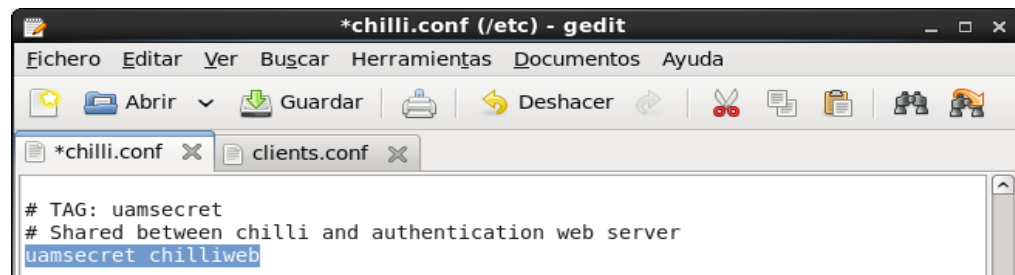 *chilli.conf (/etc) - gedit
Fichero Editar Ver Buscar Herramientas Documentos Ayuda
Abrir Guardar Deshacer
*chilli.conf clients.conf
# TAG: uamsecret
# Shared between chilli and authentication web server
uamsecret chilliweb